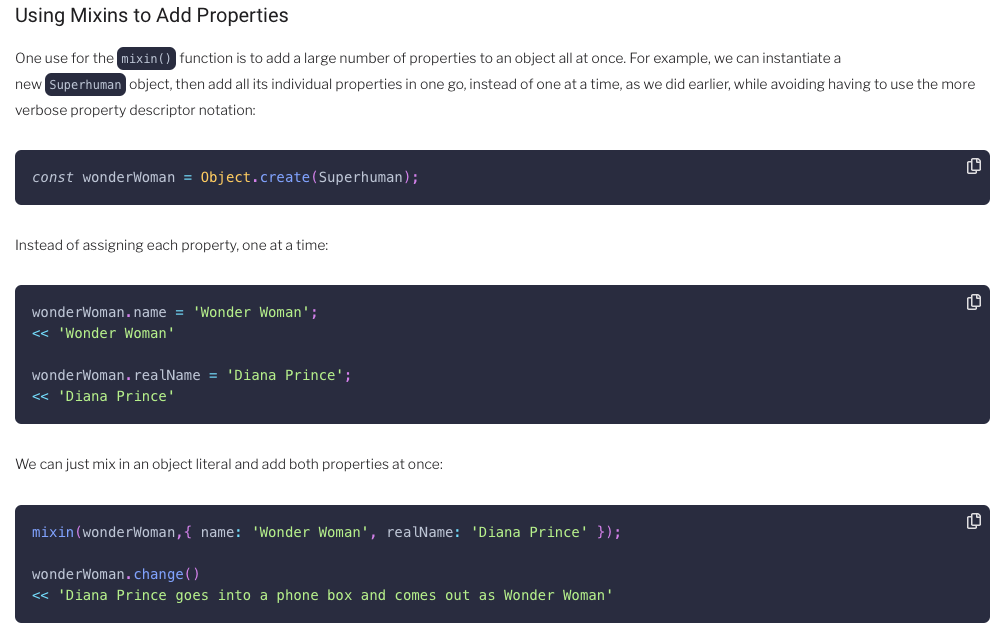 Using Mixins to Add Properties
One use for the mixin() function is to add a large number of properties to an object all at once. For example, we can instantiate a
new Superhuman object, then add all its individual properties in one go, instead of one at a time, as we did earlier, while avoiding having to use the more
verbose property descriptor notation:
const wonderWoman = Object.create(Superhuman);
Instead of assigning each property, one at a time:
wonderWoman.name = 'Wonder Woman';
<< 'Wonder Woman'
wonderWoman.realName = 'Diana Prince';
<< 'Diana Prince'
We can just mix in an object literal and add both properties at once:
mixin(wonderWoman,{ name: 'Wonder Woman', realName: 'Diana Prince' });
wonderWoman.change()
<< 'Diana Prince goes into a phone box and comes out as Wonder Woman'